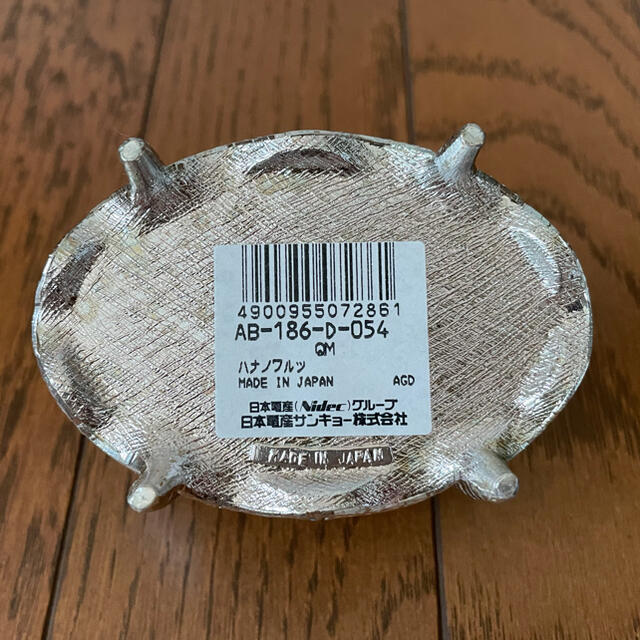 4900955072861
AB-186-D-054
QM
ハナノワルツ
MADE IN JAPAN AGD
日本電産(Nidec)グループ
日本電産サンキョー株式会社
MADE IN JAPAN